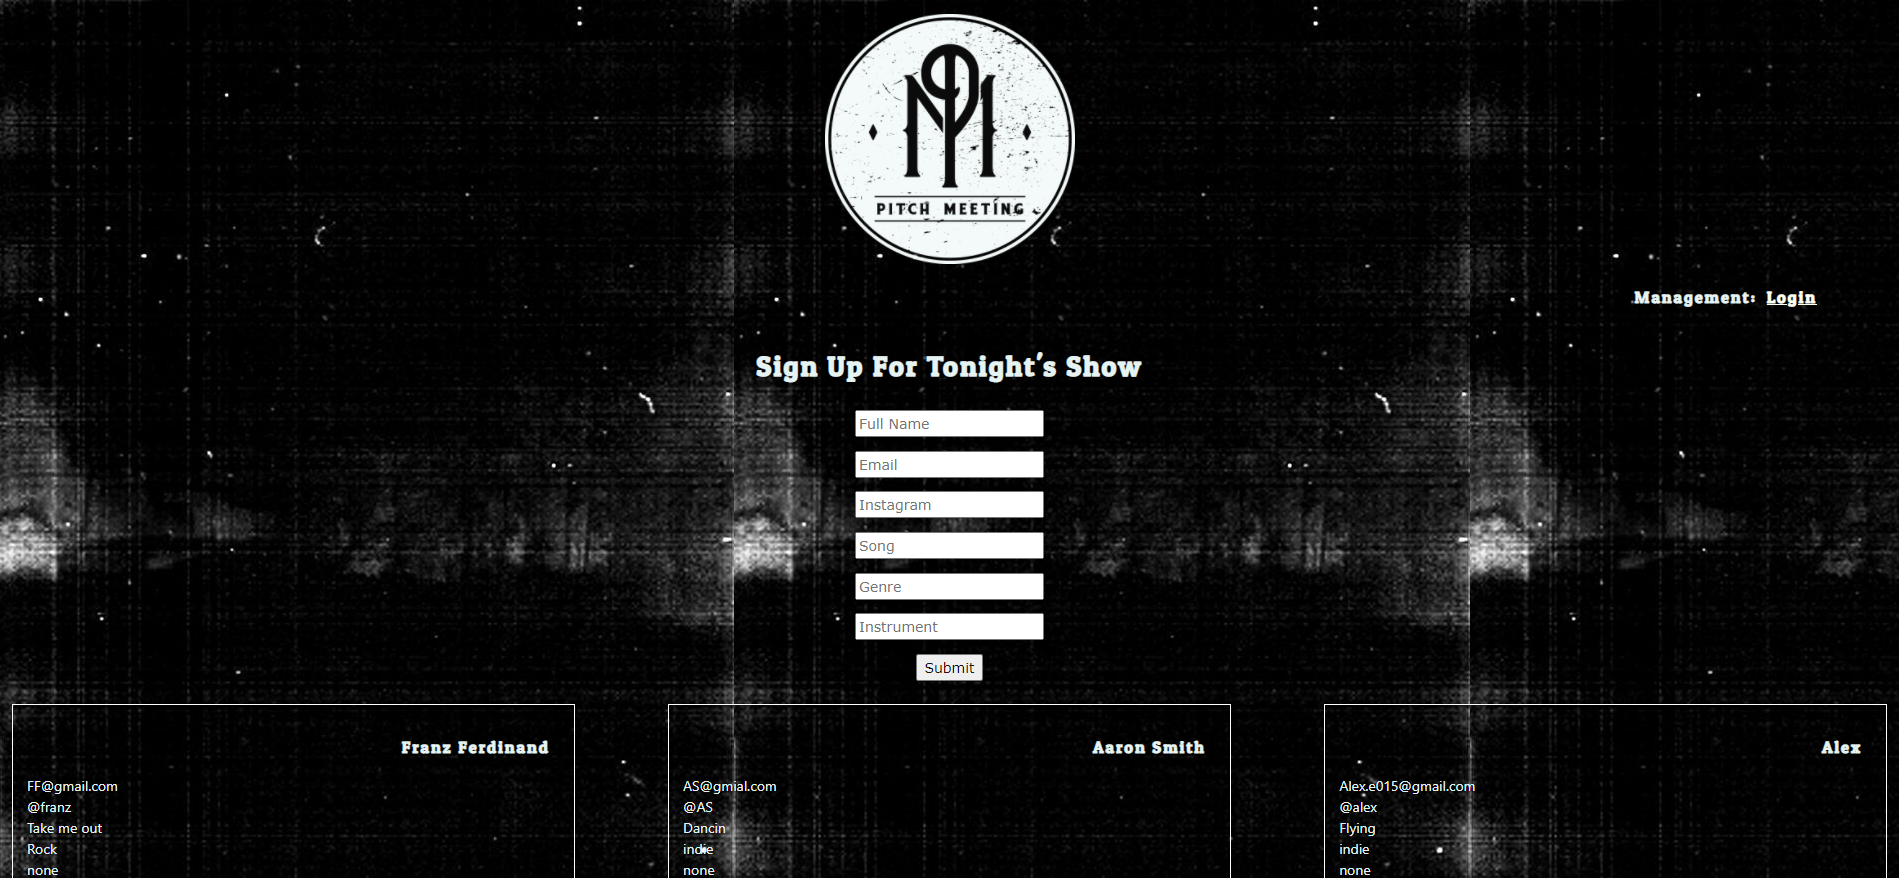 PM
PITCH MEETING
Management: Login
Sign Up For Tonight's Show
Full Name
Email
Instagram
Song
Genre
Instrument
Submit
Franz Ferdinand
FF@gmail.com
@franz
Take me out
Rock
none
Aaron Smith
AS@gmial.com
@AS
Dancin
indie
none
Alex
Alex.e015@gmail.com
@alex
Flying
indie
none